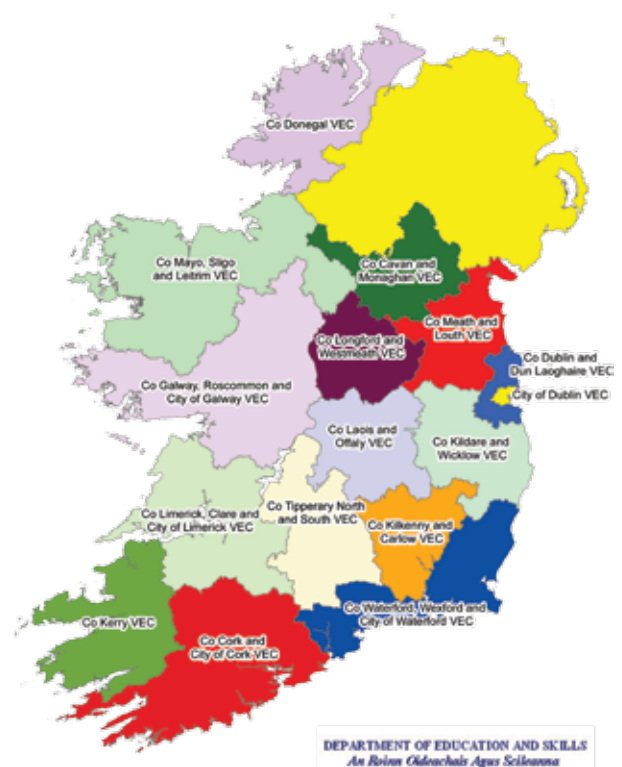 Co Donegal VEC
Co Mayo, Sligo
and Leitrim VEC
Co Cavan and
Monaghan VEC
Co Longford and
Westmeath VEC
Co Meath and
Louth VEC
Co Dublin and
Dun Laoghaire VEC
City of Dublin VEC
Co Galway, Roscommon and
City of Galway VEC
Co Laois and
Offaly VEC
Co Kildare and
Wicklow VEC
Co Limerick, Clare and
City of Limerick VEC
Co Tipperary North
and South VEC
Co Kilkenny and
Carlow VEC
Co Waterford, Wexford and
City of Waterford VEC
Co Kerry VEC
Co Cork and
City of Cork VEC
DEPARTMENT OF EDUCATION AND SKILLS
An Roinn Oideachais Agus Scileanna